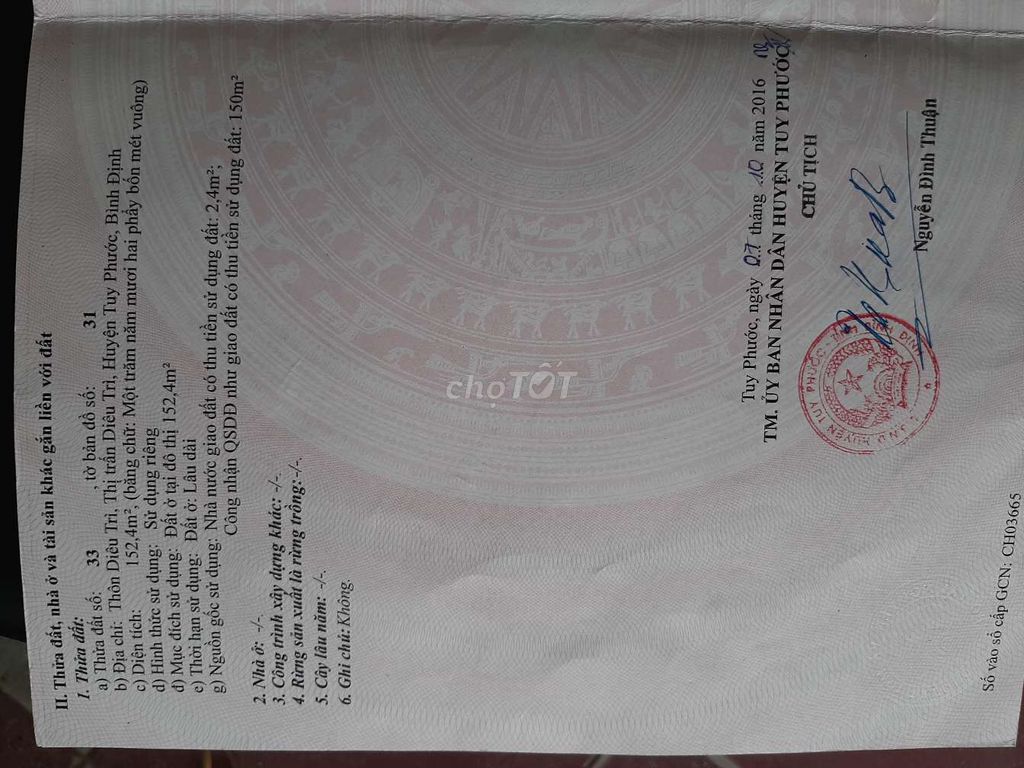 II. Thửa đất, nhà ở và tài sản khác gắn liền với đất
1. Thửa đất:
a) Thửa đất số: 33 , tờ bản đồ số: 31
b) Địa chỉ: Thôn Diêu Trì, Thị trấn Diêu Trì, Huyện Tuy Phước, Bình Định
c) Diện tích: 152,4m², (bằng chữ: Một trăm năm mươi hai phẩy bốn mét vuông)
d) Hình thức sử dụng: Sử dụng riêng
đ) Mục đích sử dụng: Đất ở tại đô thị 152,4m²
e) Thời hạn sử dụng: Đất ở: Lâu dài
g) Nguồn gốc sử dụng: Nhà nước giao đất có thu tiền sử dụng đất: 2,4m²;
Công nhận QSDĐ như giao đất có thu tiền sử dụng đất: 150m²
2. Nhà ở: -/-.
3. Công trình xây dựng khác: -/-.
4. Rừng sản xuất là rừng trồng:-/-.
5. Cây lâu năm: -/-.
6. Ghi chú: Không.
chợTỐT
Tuy Phước, ngày 27 tháng 10 năm 2016
TM. ỦY BAN NHÂN DÂN HUYỆN TUY PHƯỚC
CHỦ TỊCH
U.B.N.D HUYỆN TUY PHƯỚC - TỈNH BÌNH ĐỊNH
Nguyễn Đình Thuận
Số vào sổ cấp GCN: CH03665